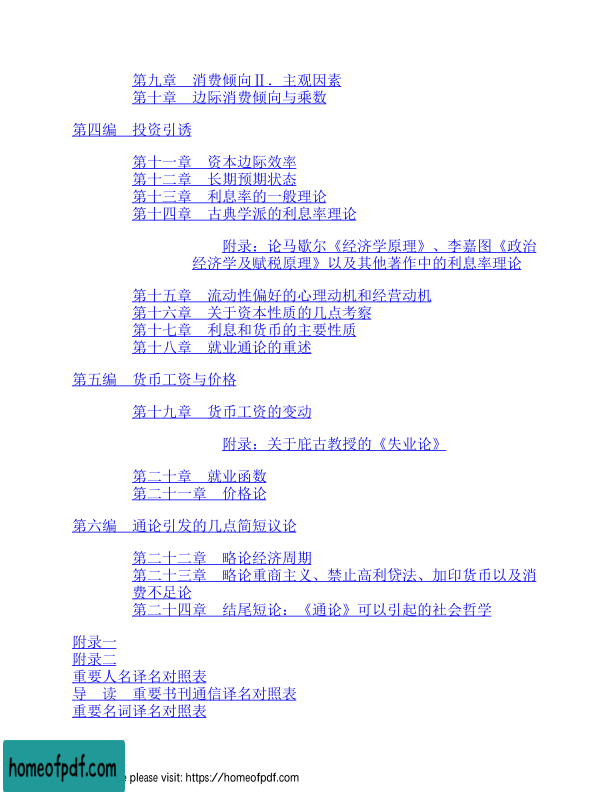 第九章　消费倾向Ⅱ．主观因素
第十章　边际消费倾向与乘数
第四编　投资引诱
第十一章　资本边际效率
第十二章　长期预期状态
第十三章　利息率的一般理论
第十四章　古典学派的利息率理论
附录：论马歇尔《经济学原理》、李嘉图《政治
经济学及赋税原理》以及其他著作中的利息率理论
第十五章　流动性偏好的心理动机和经营动机
第十六章　关于资本性质的几点考察
第十七章　利息和货币的主要性质
第十八章　就业通论的重述
第五编　货币工资与价格
第十九章　货币工资的变动
附录：关于庇古教授的《失业论》
第二十章　就业函数
第二十一章　价格论
第六编　通论引发的几点简短议论
第二十二章　略论经济周期
第二十三章　略论重商主义、禁止高利贷法、加印货币以及消
费不足论
第二十四章　结尾短论：《通论》可以引起的社会哲学
附录一
附录二
重要人名译名对照表
导　读　重要书刊通信译名对照表
重要名词译名对照表
homeofpdf.com
e please visit: https://homeofpdf.com